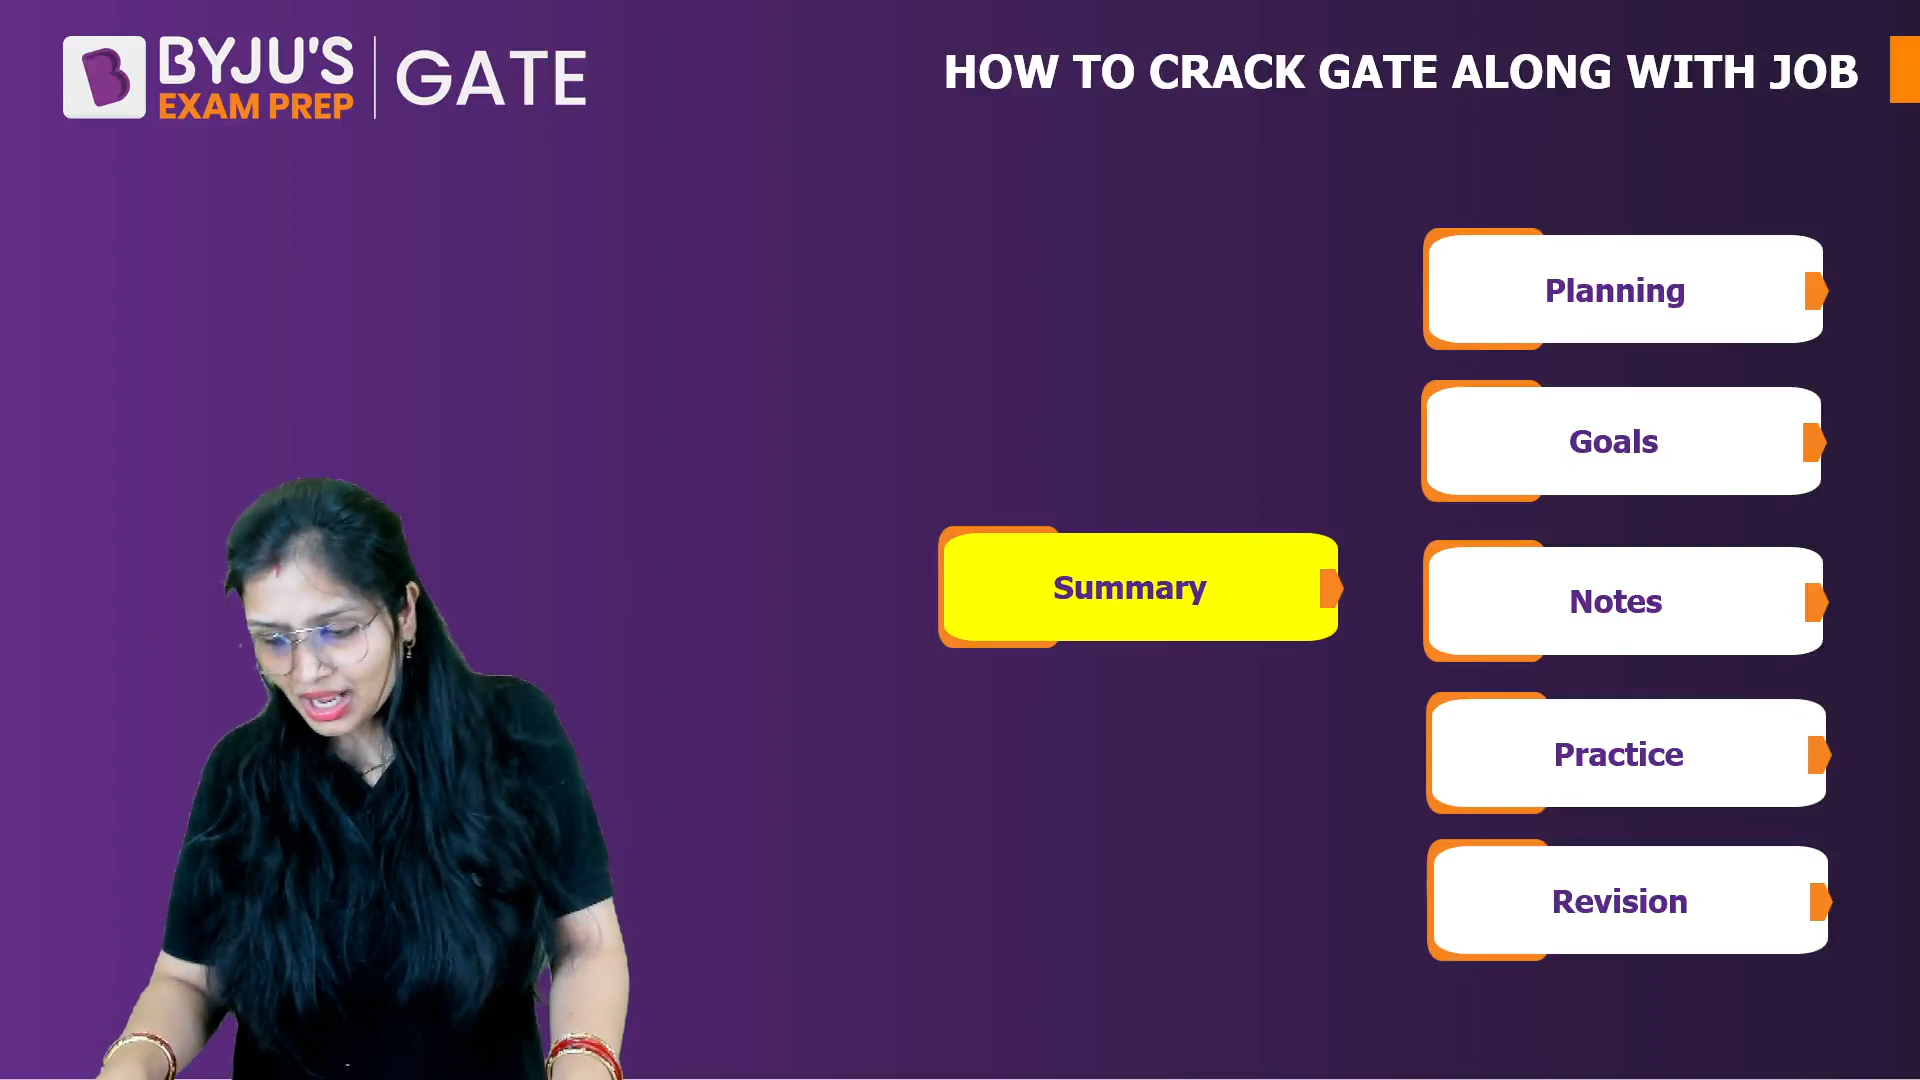 BYJU'S
EXAM PREP
GATE
HOW TO CRACK GATE ALONG WITH JOB
Summary
Planning
Goals
Notes
Practice
Revision